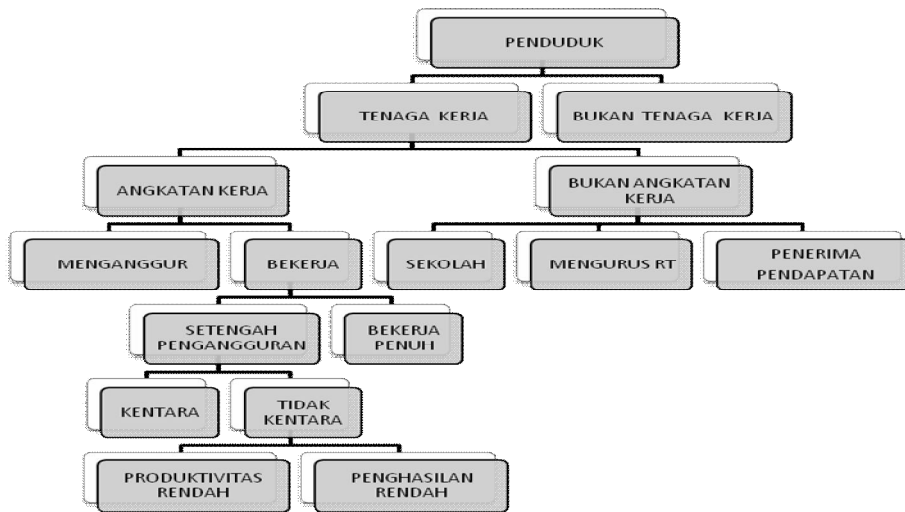 PENDUDUK
TENAGA KERJA
BUKAN TENAGA KERJA
ANGKATAN KERJA
BUKAN ANGKATAN
KERJA
MENGANGGUR
BEKERJA
SEKOLAH
MENGURUS RT
PENERIMA
PENDAPATAN
SETENGAH
PENGANGGURAN
BEKERJA
PENUH
KENTARA
TIDAK
KENTARA
PRODUKTIVITAS
RENDAH
PENGHASILAN
RENDAH